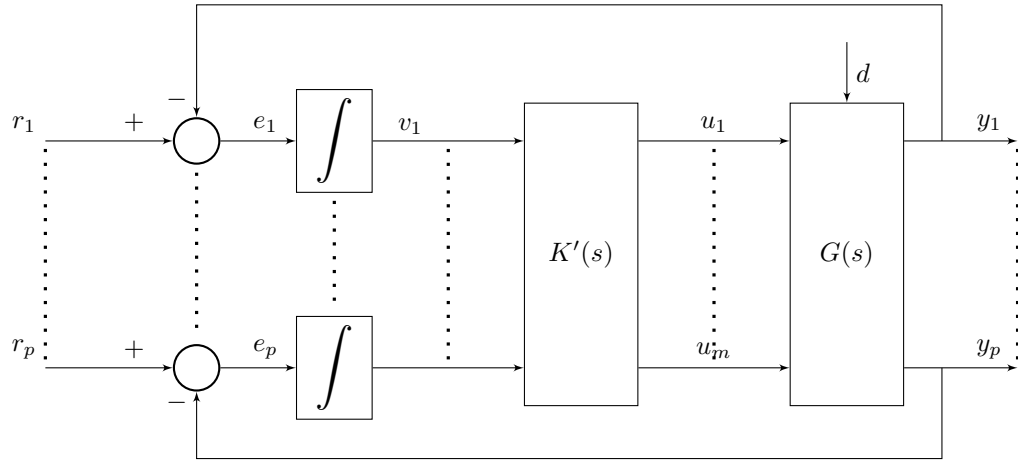 d
− −
r₁ + e₁ ∫ v₁ u₁ y₁
K′(s) G(s)
rₚ + eₚ ∫ uₘ yₚ
−